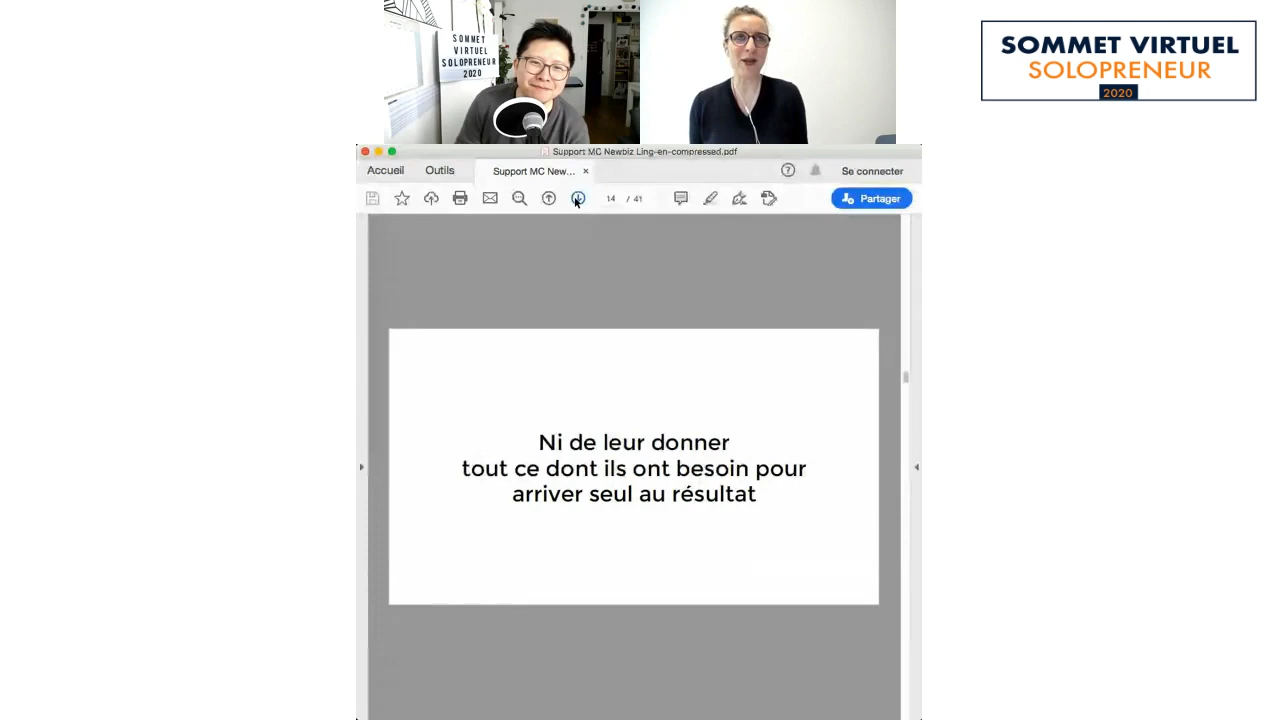 SOMMET
VIRTUEL
SOLOPRENEUR
2020
SOMMET VIRTUEL
SOLOPRENEUR
2020
Support MC Newbiz Ling-en-compressed.pdf
Accueil
Outils
Support MC New... ×
? Se connecter
14 / 41
Partager
Ni de leur donner
tout ce dont ils ont besoin pour
arriver seul au résultat